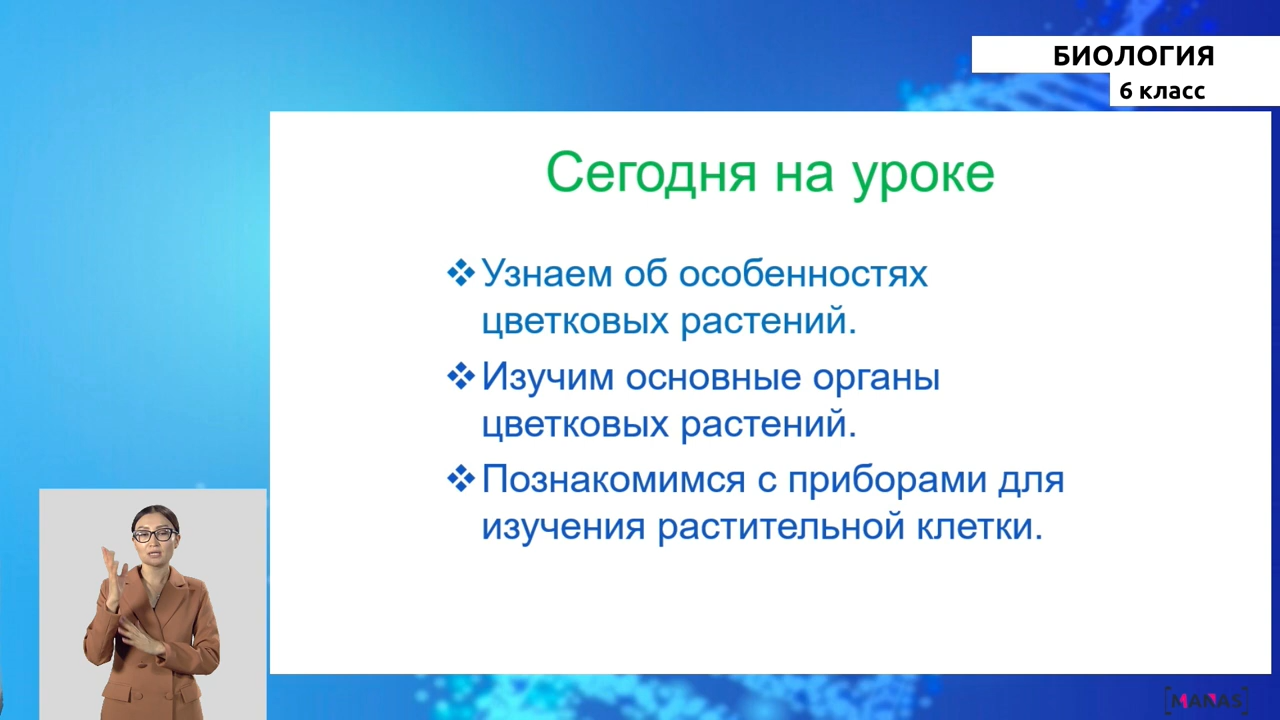 БИОЛОГИЯ
6 класс
Сегодня на уроке
❖Узнаем об особенностях
цветковых растений.
❖Изучим основные органы
цветковых растений.
❖Познакомимся с приборами для
изучения растительной клетки.
MANAS